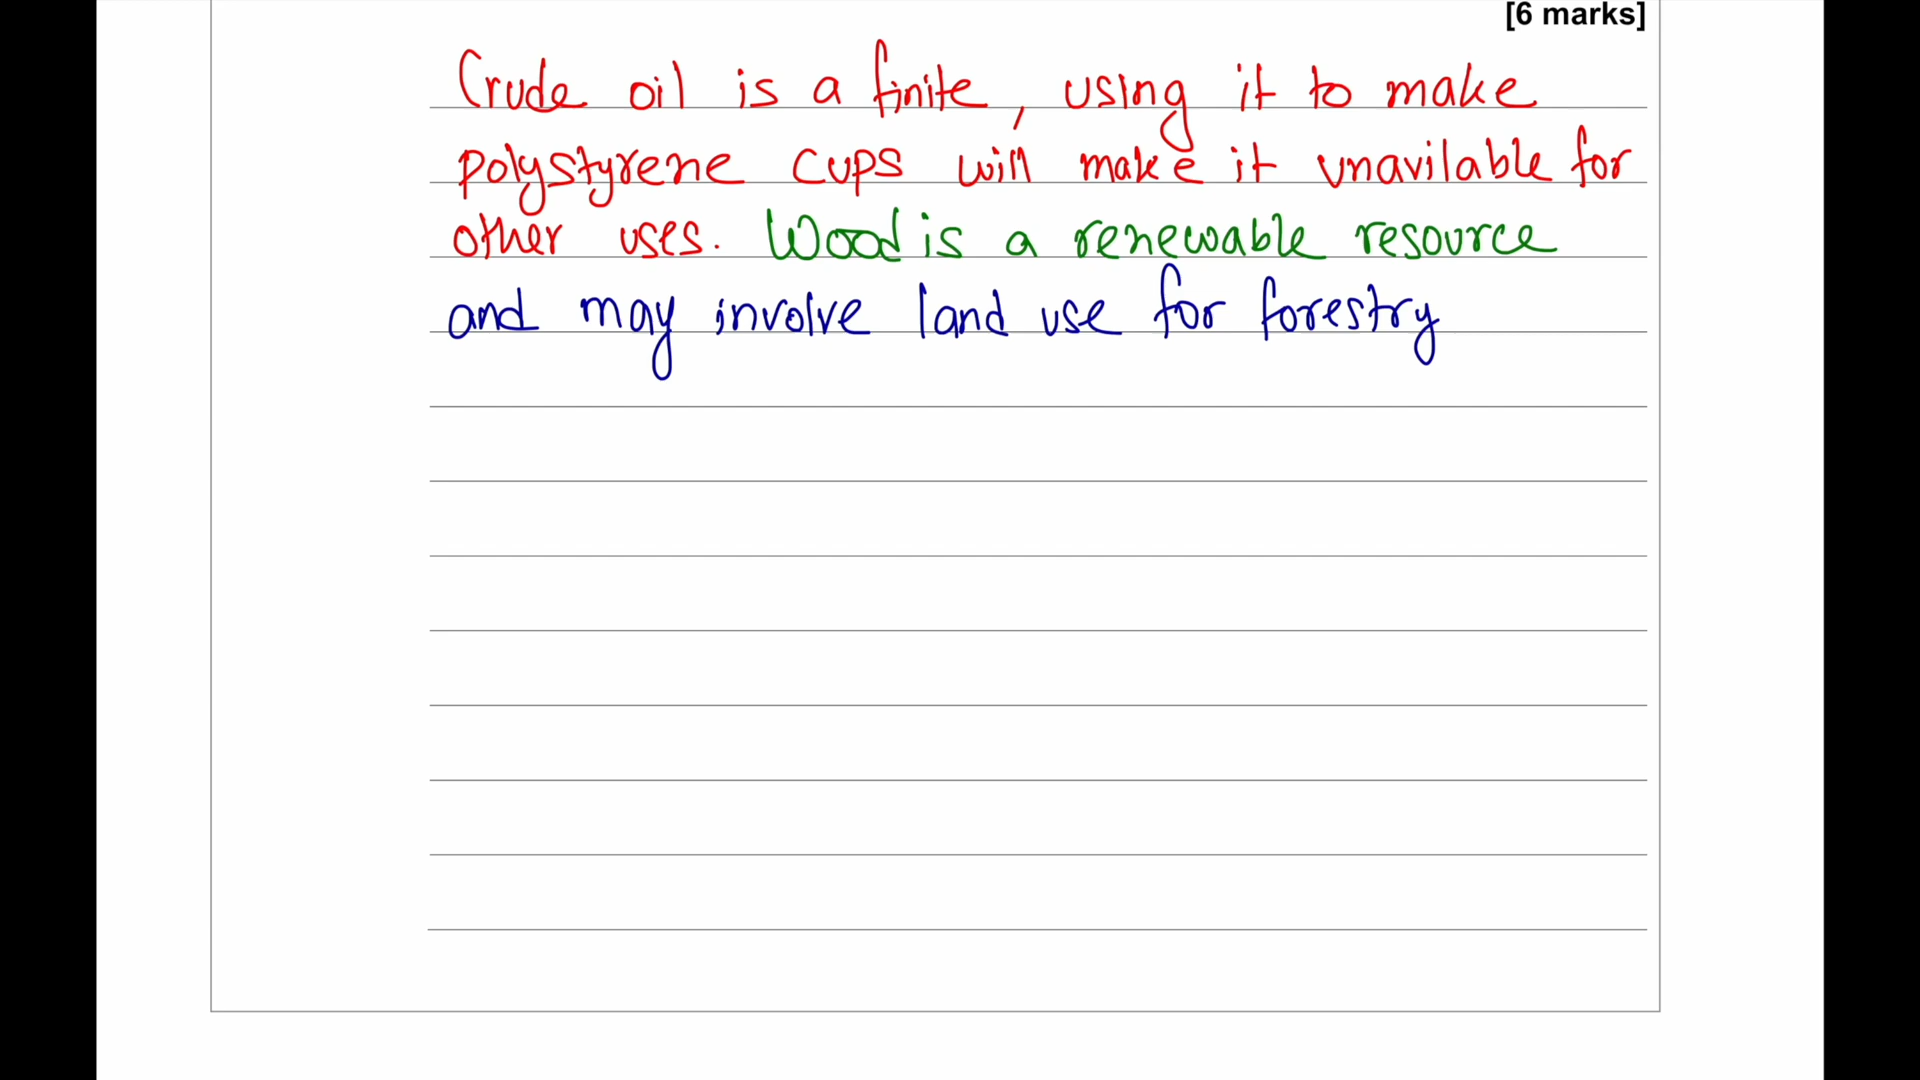 [6 marks]
Crude oil is a finite, using it to make
polystyrene cups will make it unavilable for
other uses. Wood is a renewable resource
and may involve land use for forestry